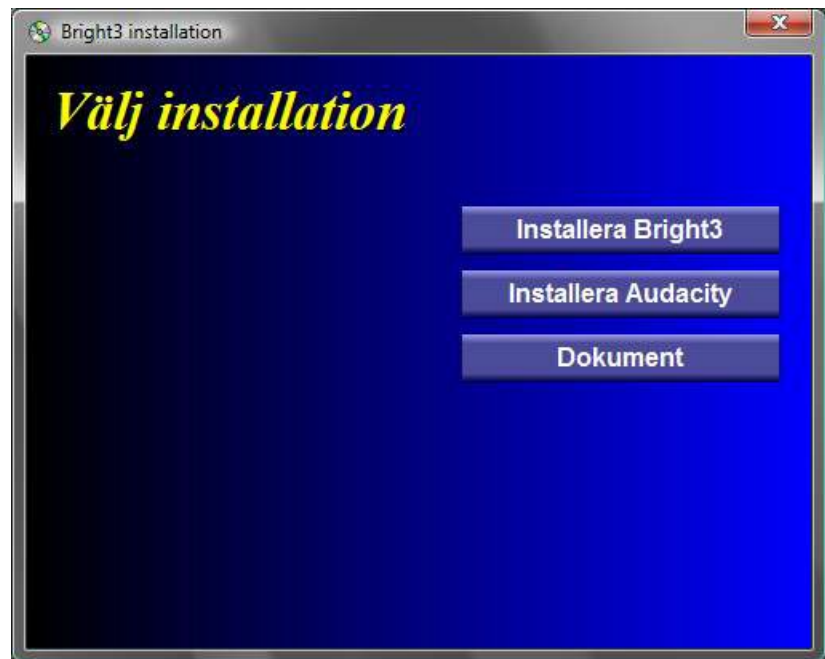 Bright3 installation
Välj installation
Installera Bright3
Installera Audacity
Dokument